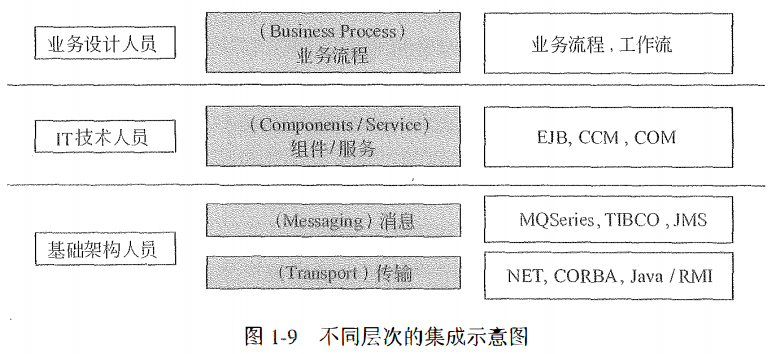 业务设计人员
(Business Process)
业务流程
业务流程,工作流
IT技术人员
(Components/Service)
组件/服务
EJB, CCM, COM
基础架构人员
(Messaging) 消息
MQSeries, TIBCO, JMS
(Transport) 传输
NET, CORBA, Java/RMI
图 1-9 不同层次的集成示意图